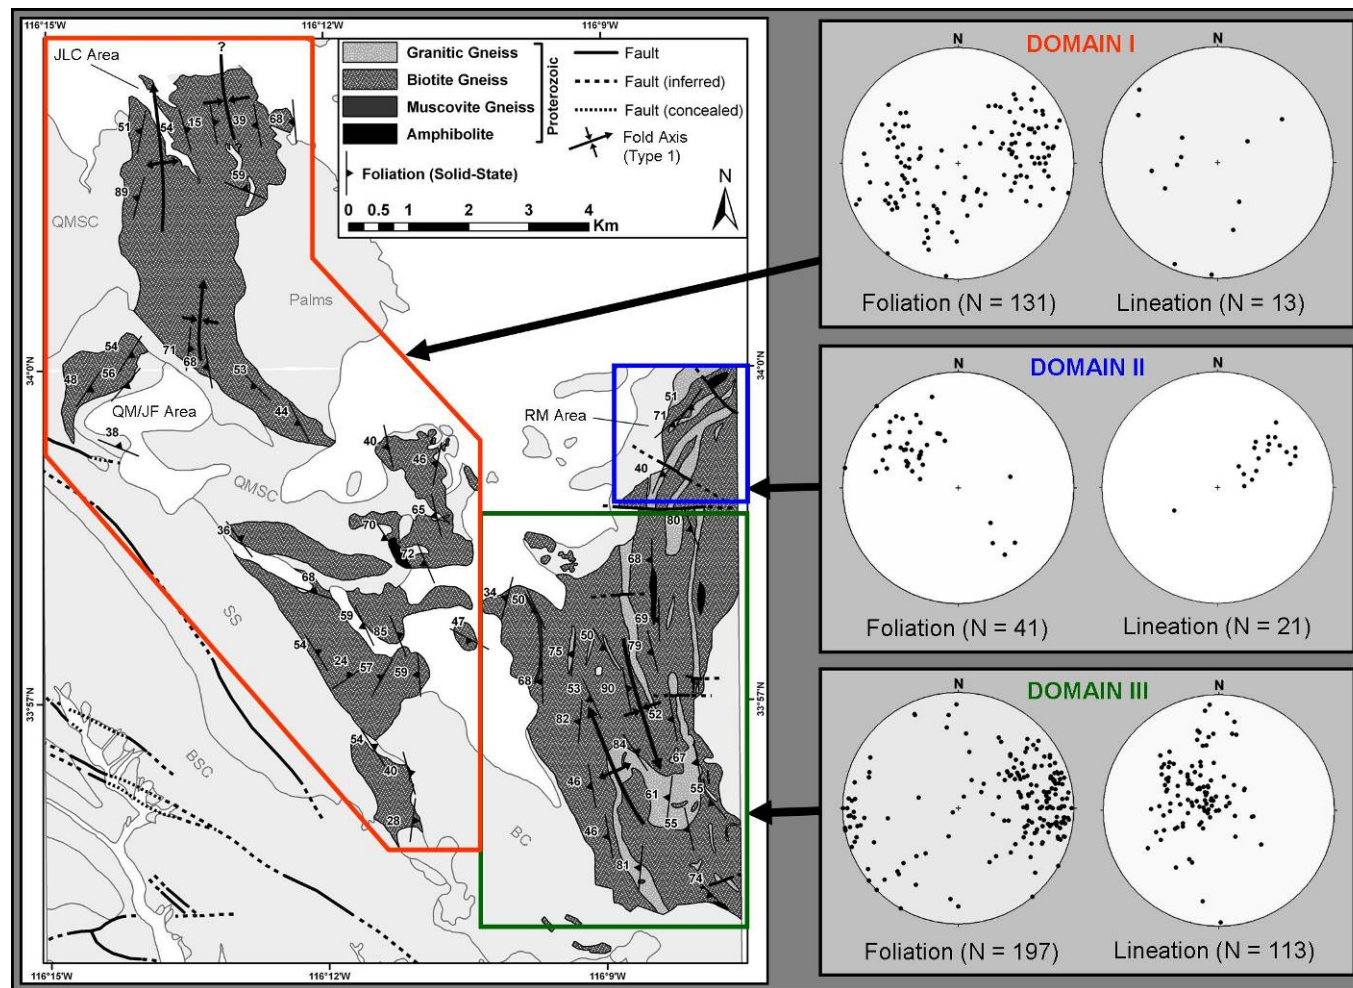 116°15'W
116°12'W
116°9'W
?
JLC Area
Granitic Gneiss
Biotite Gneiss
Muscovite Gneiss
Amphibolite
Proterozoic
Foliation (Solid-State)
Fault
Fault (inferred)
Fault (concealed)
Fold Axis
(Type 1)
N
0 0.5 1 2 3 4
Km
51
54
15
39
68
59
89
QMSC
Palms
54
71
68
48
56
53
44
34°0'N
34°0'N
QM/JF Area
38
QMSC
40
46
65
70
72
36
68
59
85
54
24
57
59
47
SS
BSC
54
40
28
BC
RM Area
51
71
40
80
68
34
50
69
50
75
79
68
53
90
52
82
84
67
46
61
55
55
46
81
74
33°57'N
33°57'N
116°15'W
116°12'W
116°9'W
DOMAIN I
N
N
Foliation (N = 131)
Lineation (N = 13)
DOMAIN II
N
N
Foliation (N = 41)
Lineation (N = 21)
DOMAIN III
N
N
Foliation (N = 197)
Lineation (N = 113)